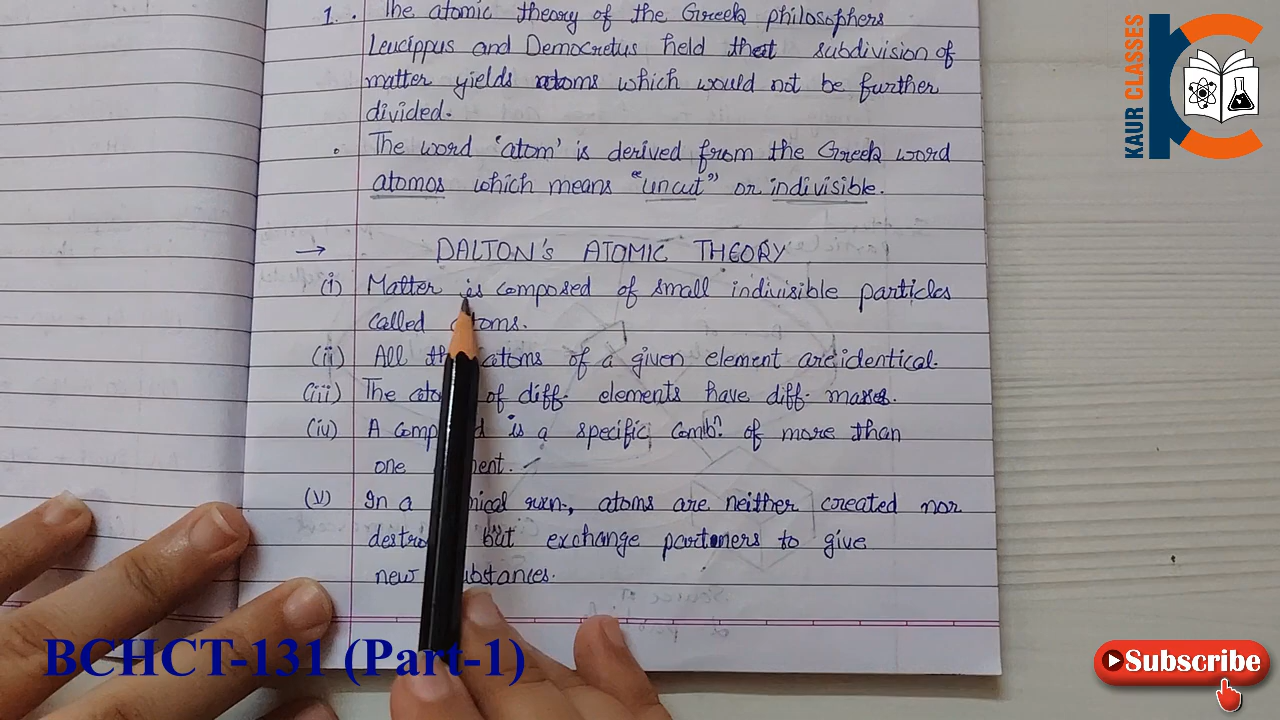 1. . The atomic theory of the Greek philosophers
Leucippus and Democretus held that subdivision of
matter yields atoms which would not be further
divided.
. The word 'atom' is derived from the Greek word
atomos which means "uncut" or indivisible.
→ DALTON's ATOMIC THEORY
(i) Matter is composed of small indivisible particles
called atoms.
(ii) All the atoms of a given element are identical.
(iii) The of diff. elements have diff. masses.
(iv) A is a specific comb? of more than
one
(v) In a rxn., atoms are neither created nor
but exchange partners to give
new substances.
BCHCT-131 (Part-1)
KAUR CLASSES
Subscribe